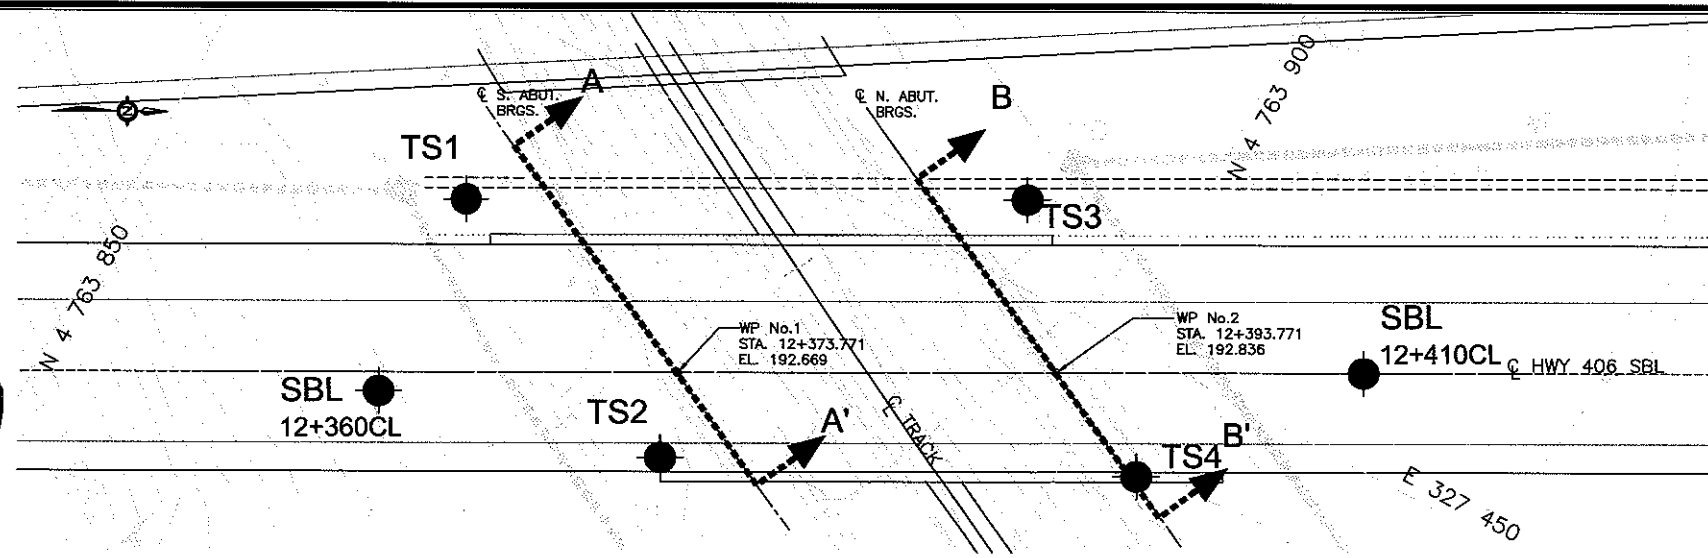 ℄ S. ABUT.
BRGS.
A
℄ N. ABUT.
BRGS.
B
N 4 763 900
N
TS1
TS3
N 4 763 850
WP No.1
STA. 12+373.771
EL. 192.669
WP No.2
STA. 12+393.771
EL. 192.836
SBL
12+410CL
℄ HWY 406 SBL
SBL
12+360CL
TS2
A'
℄ TRACK
B'
TS4
E 327 450